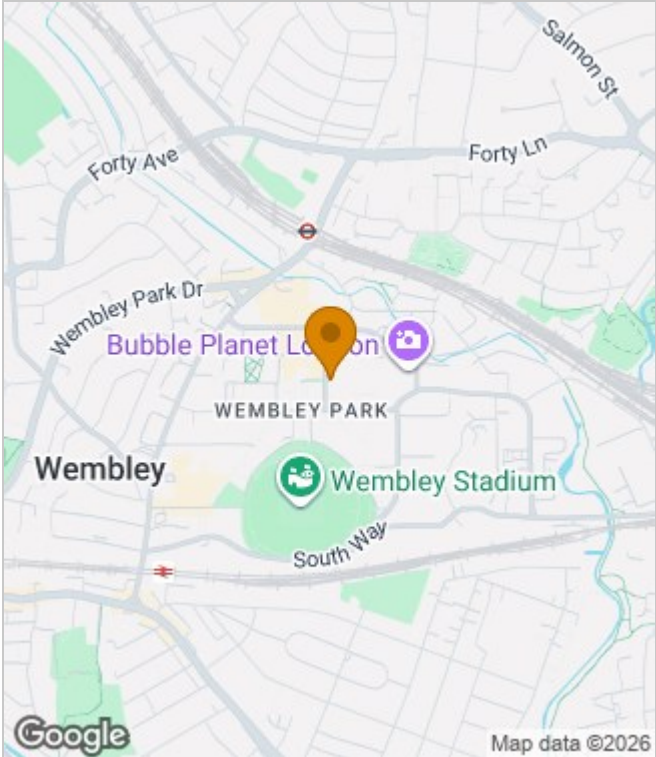 Salmon St
Forty Ave
Forty Ln
Wembley Park Dr
Bubble Planet
WEMBLEY PARK
Wembley
Wembley Stadium
South Way
Google
Map data ©2026